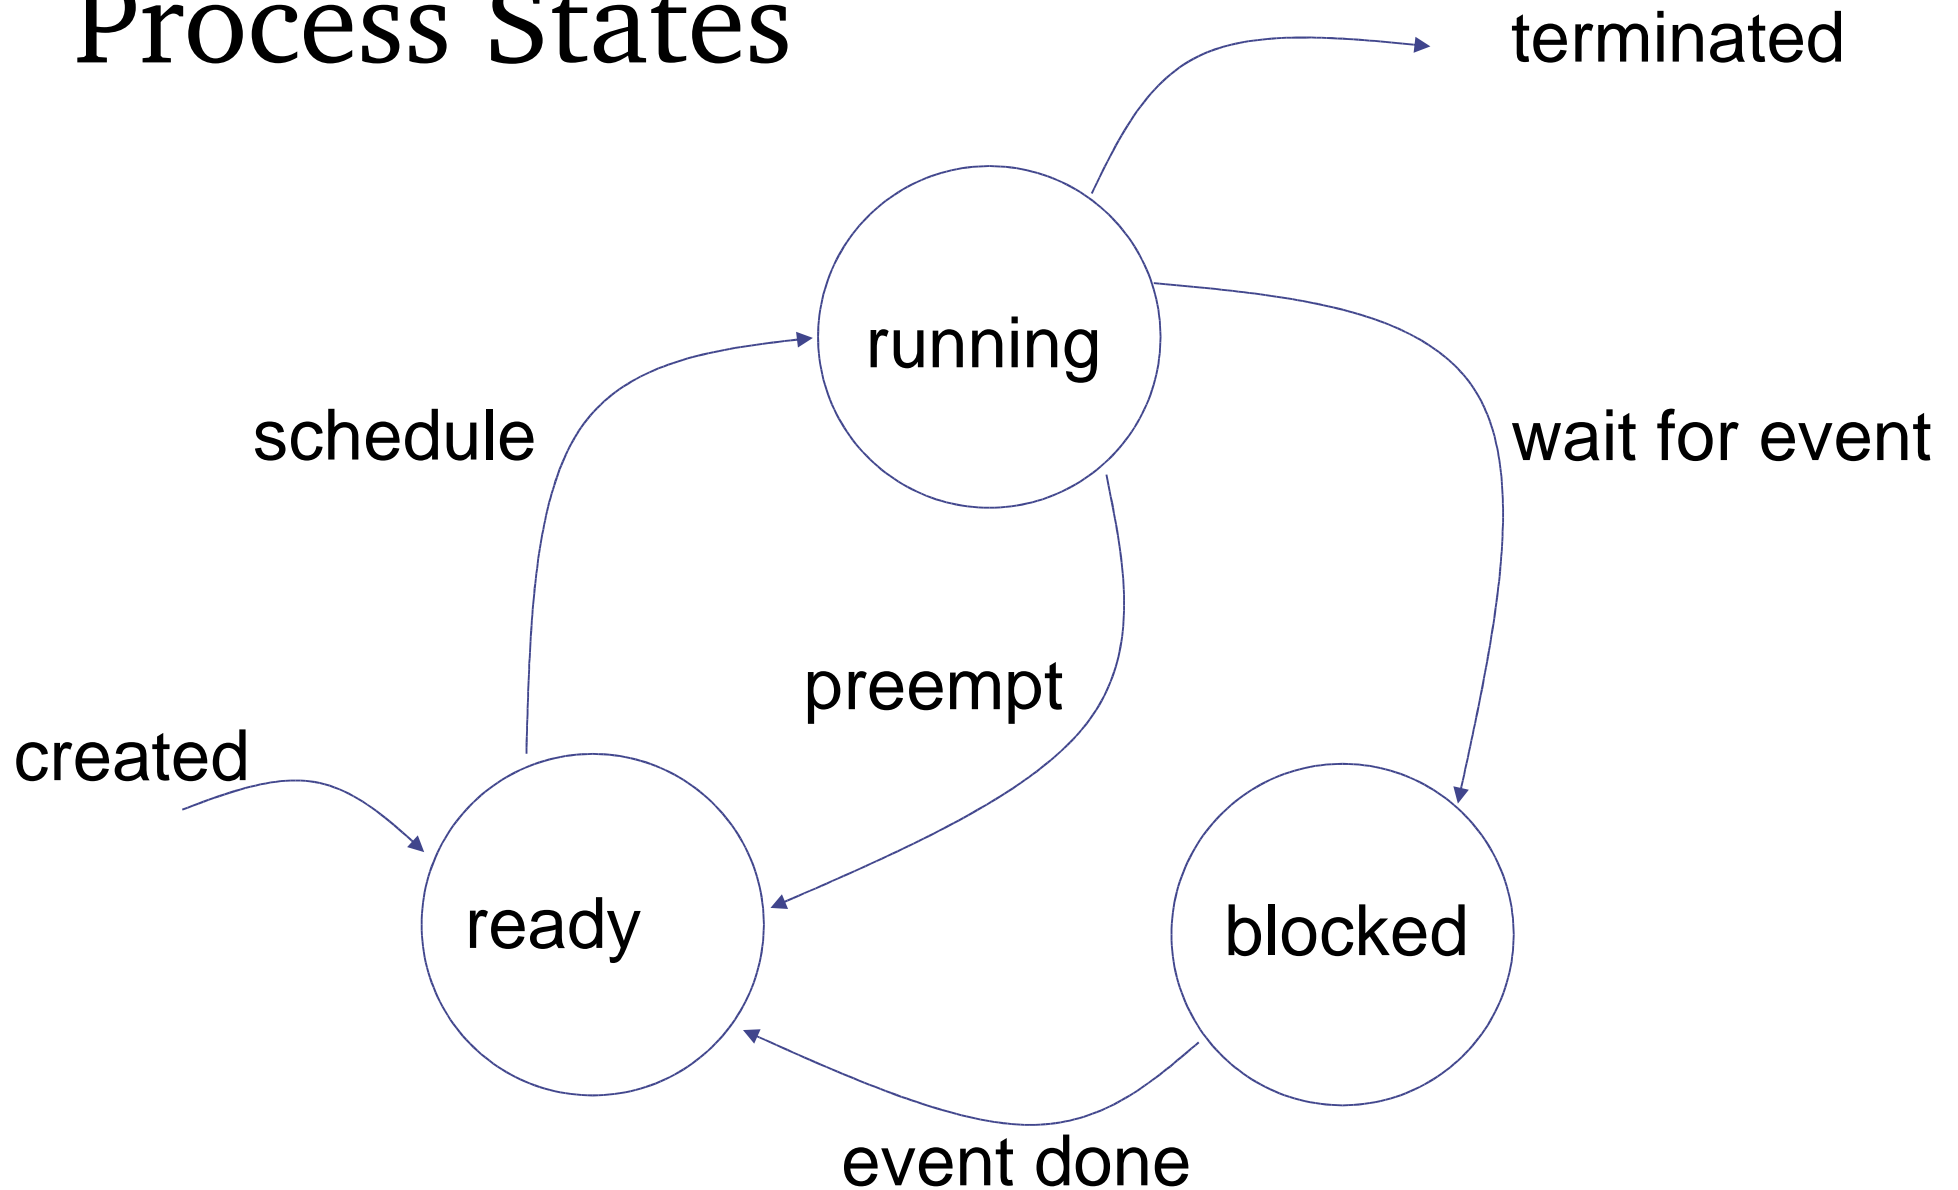 Process States
terminated
running
schedule
wait for event
preempt
created
ready
blocked
event done